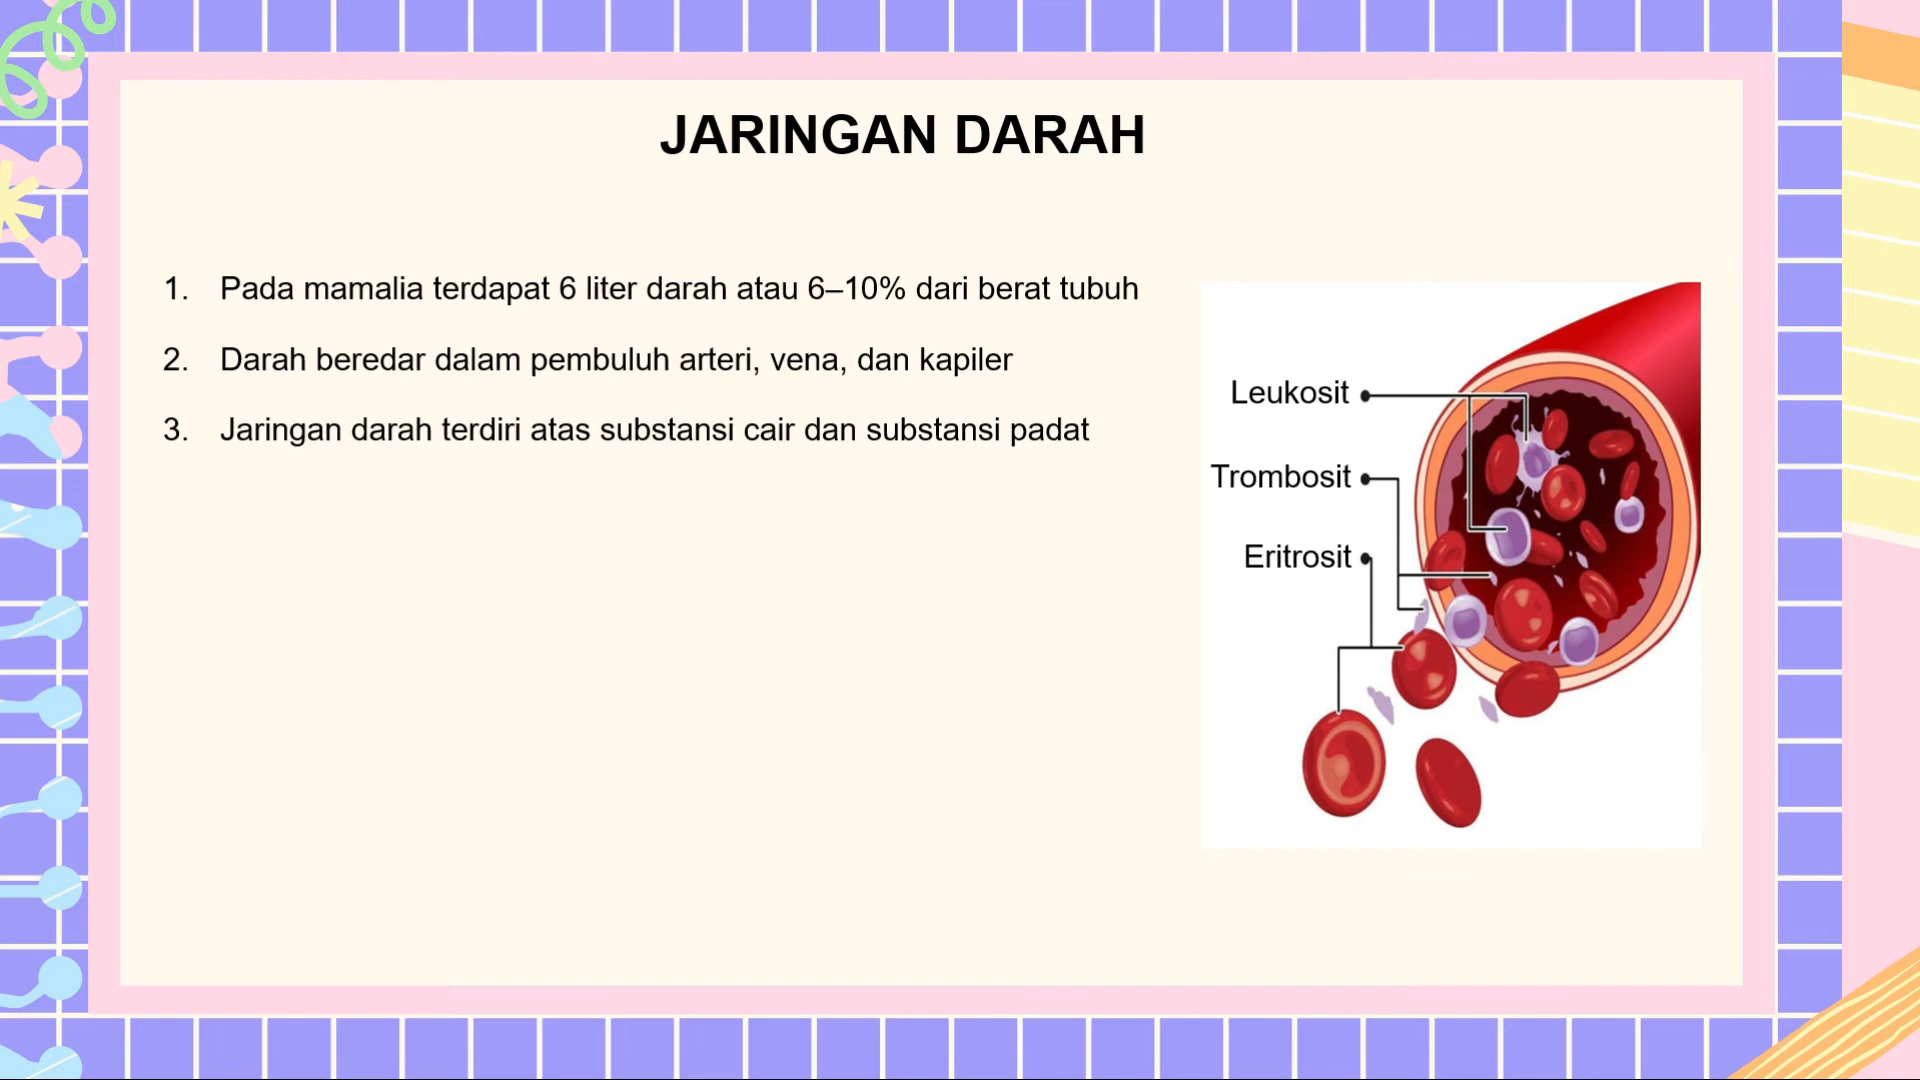 JARINGAN DARAH
1. Pada mamalia terdapat 6 liter darah atau 6–10% dari berat tubuh
2. Darah beredar dalam pembuluh arteri, vena, dan kapiler
3. Jaringan darah terdiri atas substansi cair dan substansi padat
Leukosit
Trombosit
Eritrosit